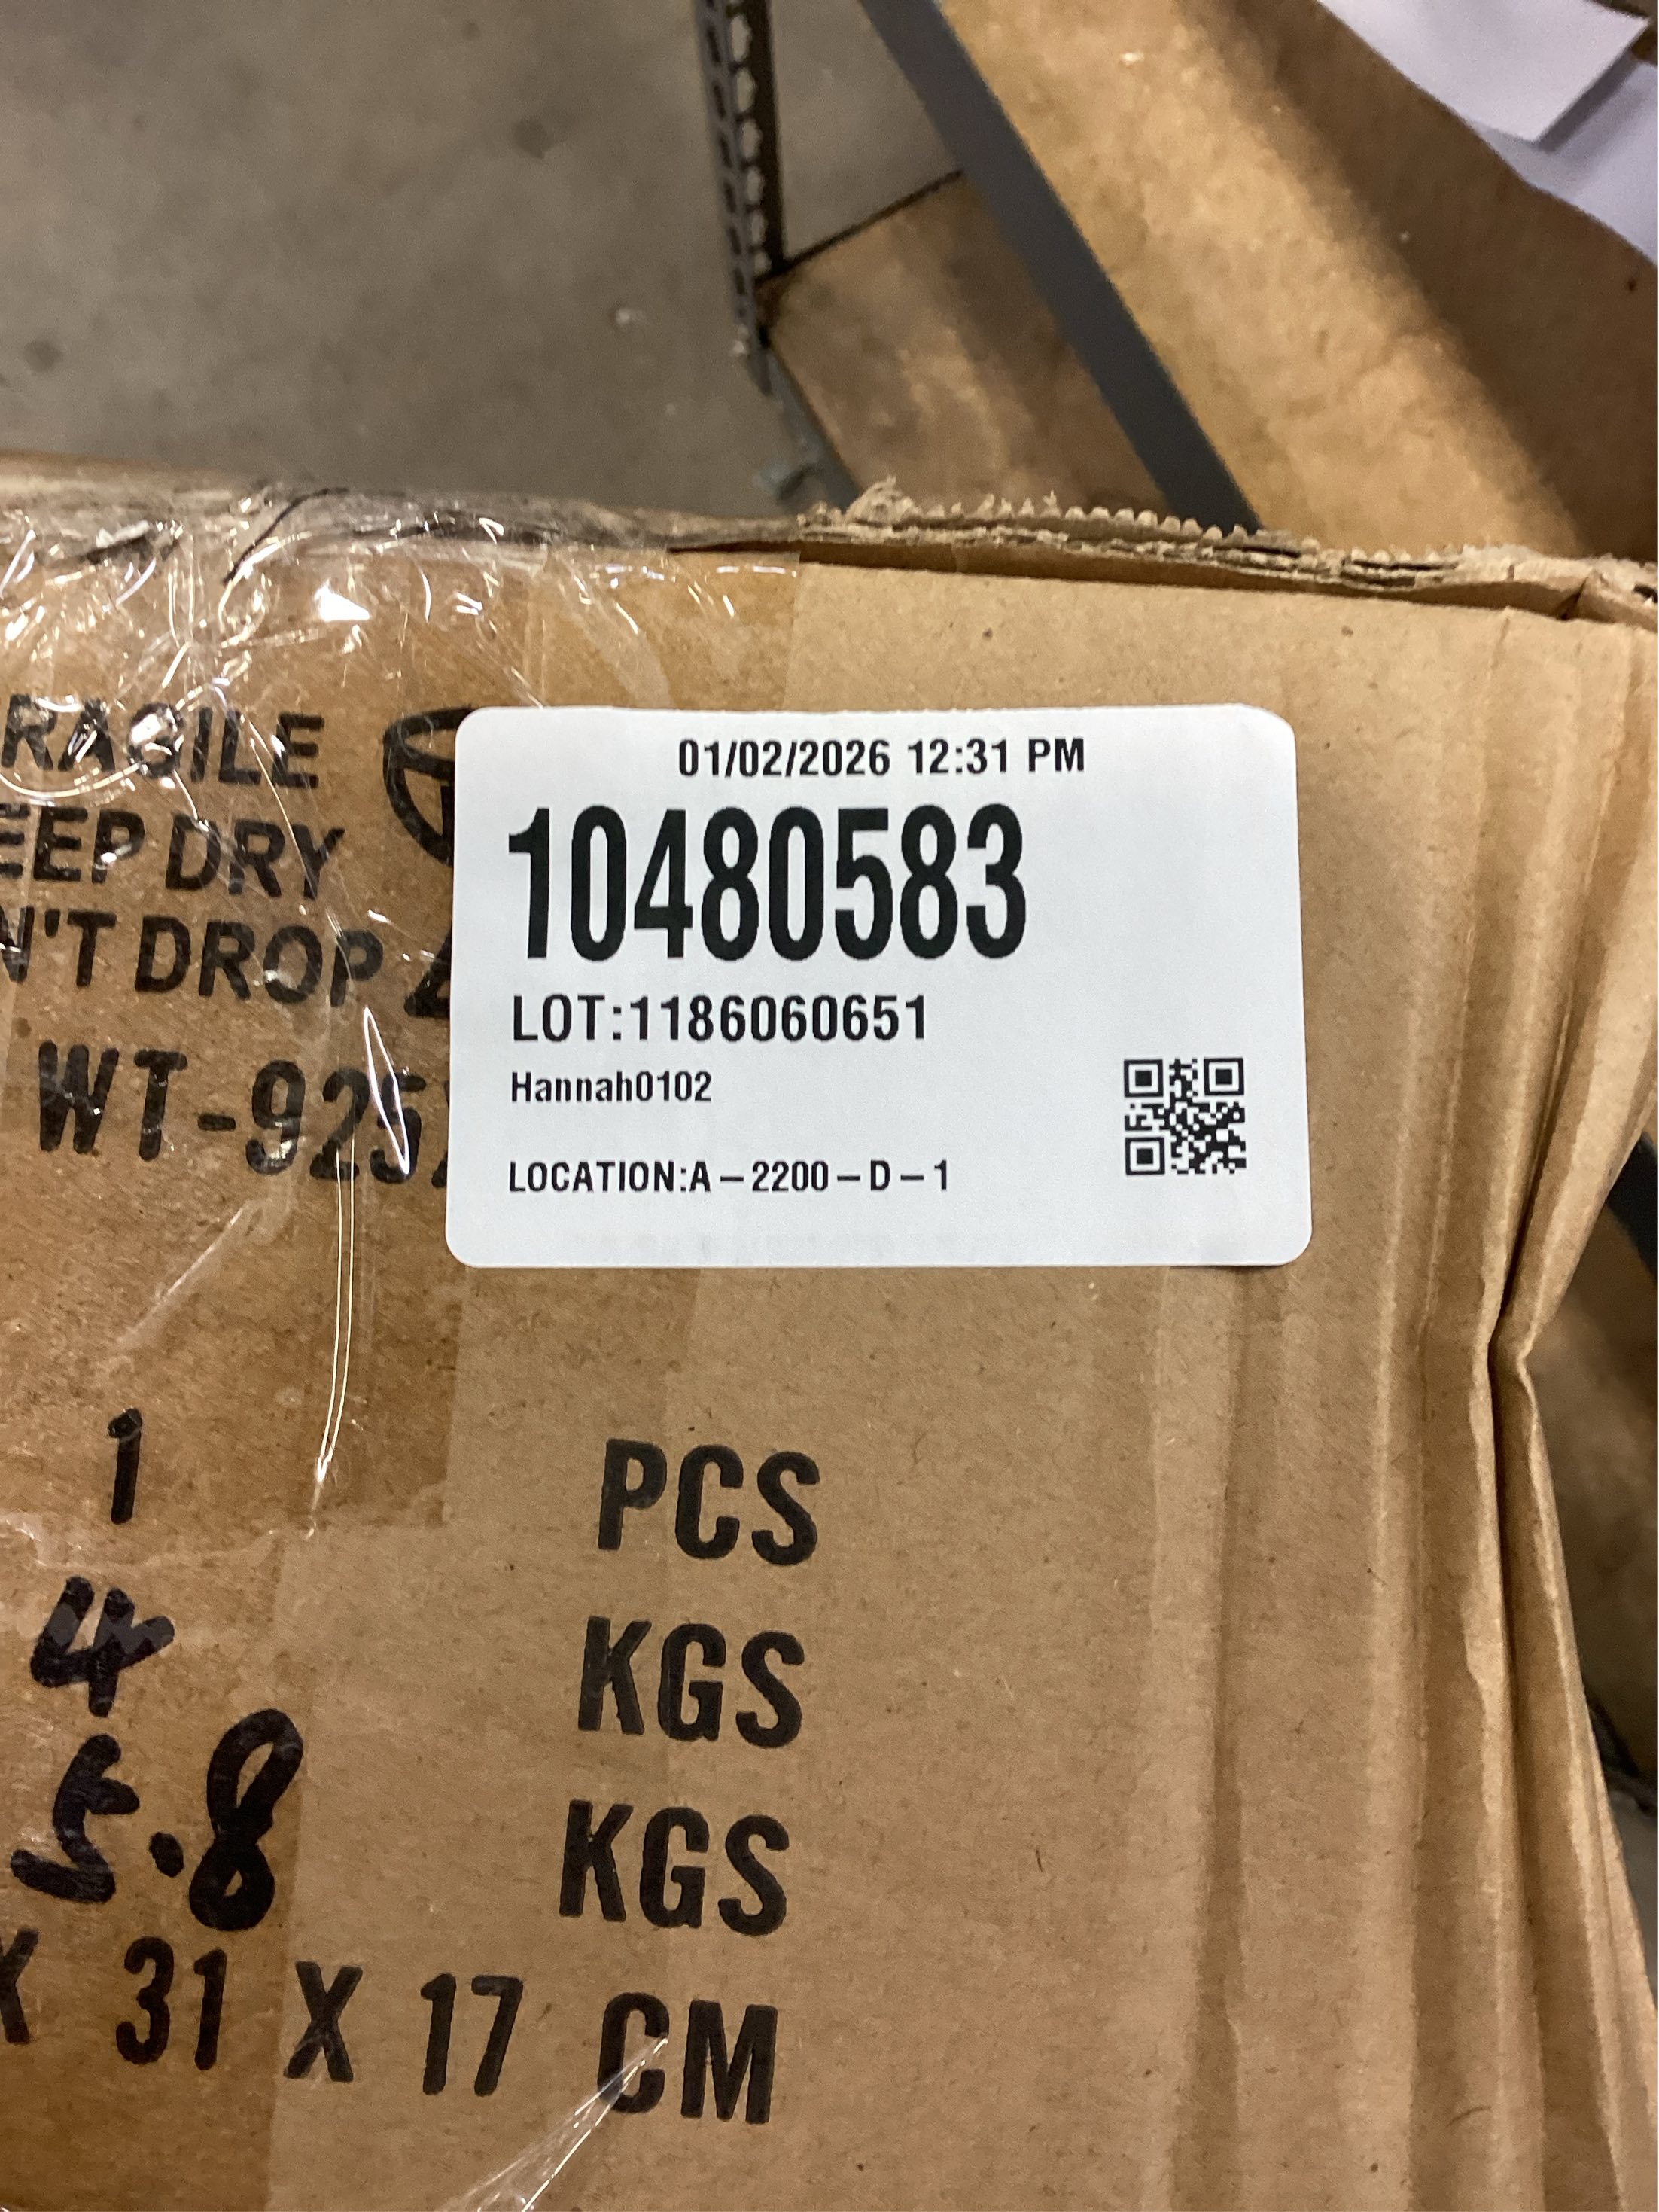 RAGILE
EEP DRY
N'T DROP
WT-925
01/02/2026 12:31 PM
10480583
LOT:1186060651
Hannah0102
LOCATION:A-2200-D-1
1 PCS
4 KGS
5.8 KGS
X 31 X 17 CM